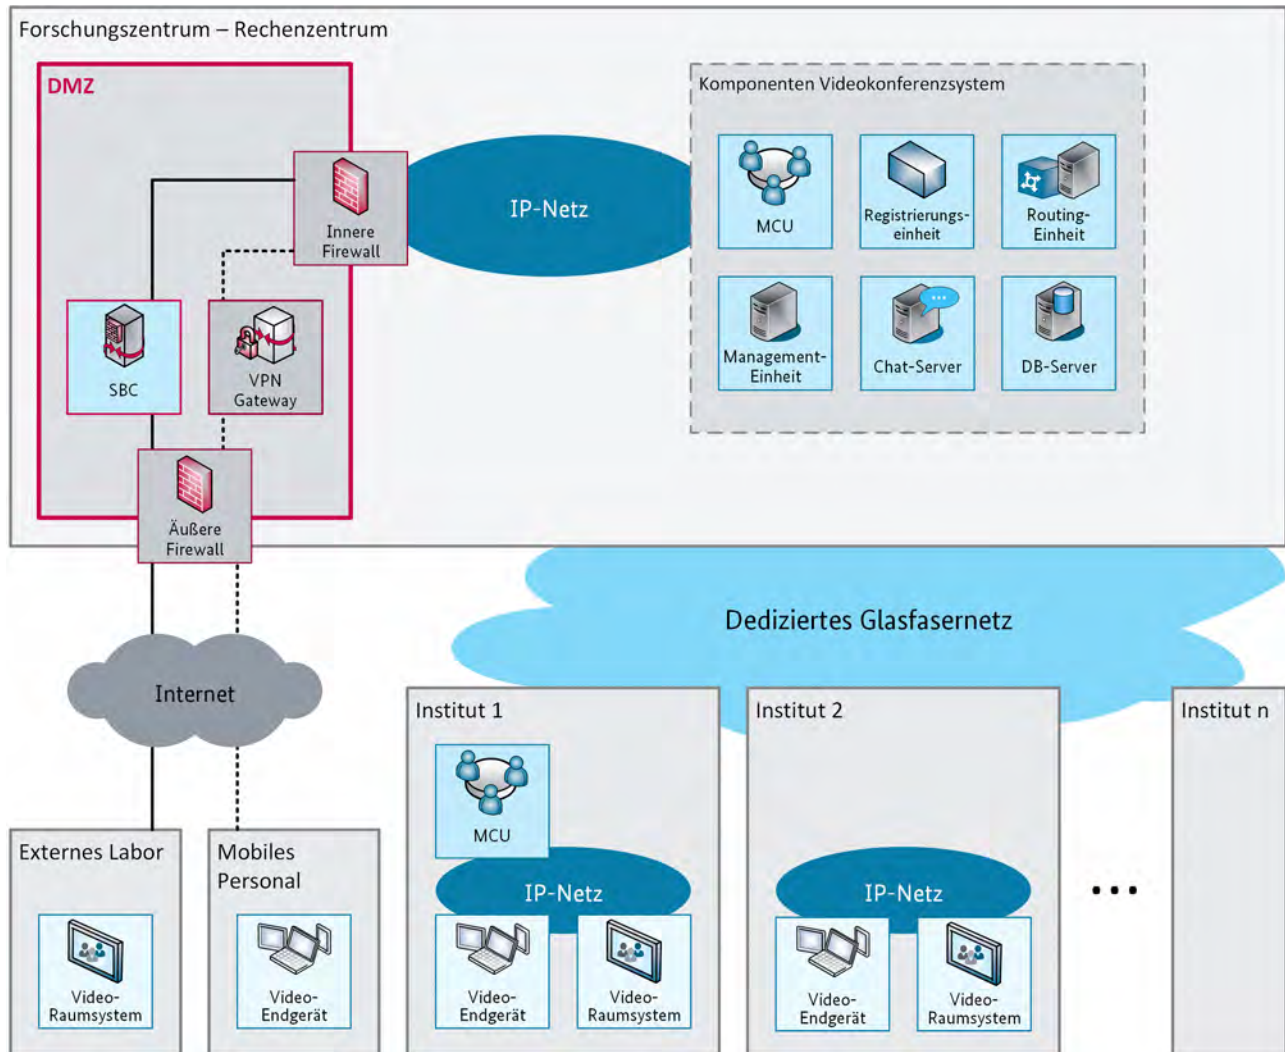 Forschungszentrum – Rechenzentrum
DMZ
Innere
Firewall
SBC
VPN
Gateway
Äußere
Firewall
IP-Netz
Komponenten Videokonferenzsystem
MCU
Registrierungs-
einheit
Routing-
Einheit
Management-
Einheit
Chat-Server
DB-Server
Internet
Dediziertes Glasfasernetz
Externes Labor
Video-
Raumsystem
Mobiles
Personal
Video-
Endgerät
Institut 1
MCU
IP-Netz
Video-
Endgerät
Video-
Raumsystem
Institut 2
IP-Netz
Video-
Endgerät
Video-
Raumsystem
...
Institut n